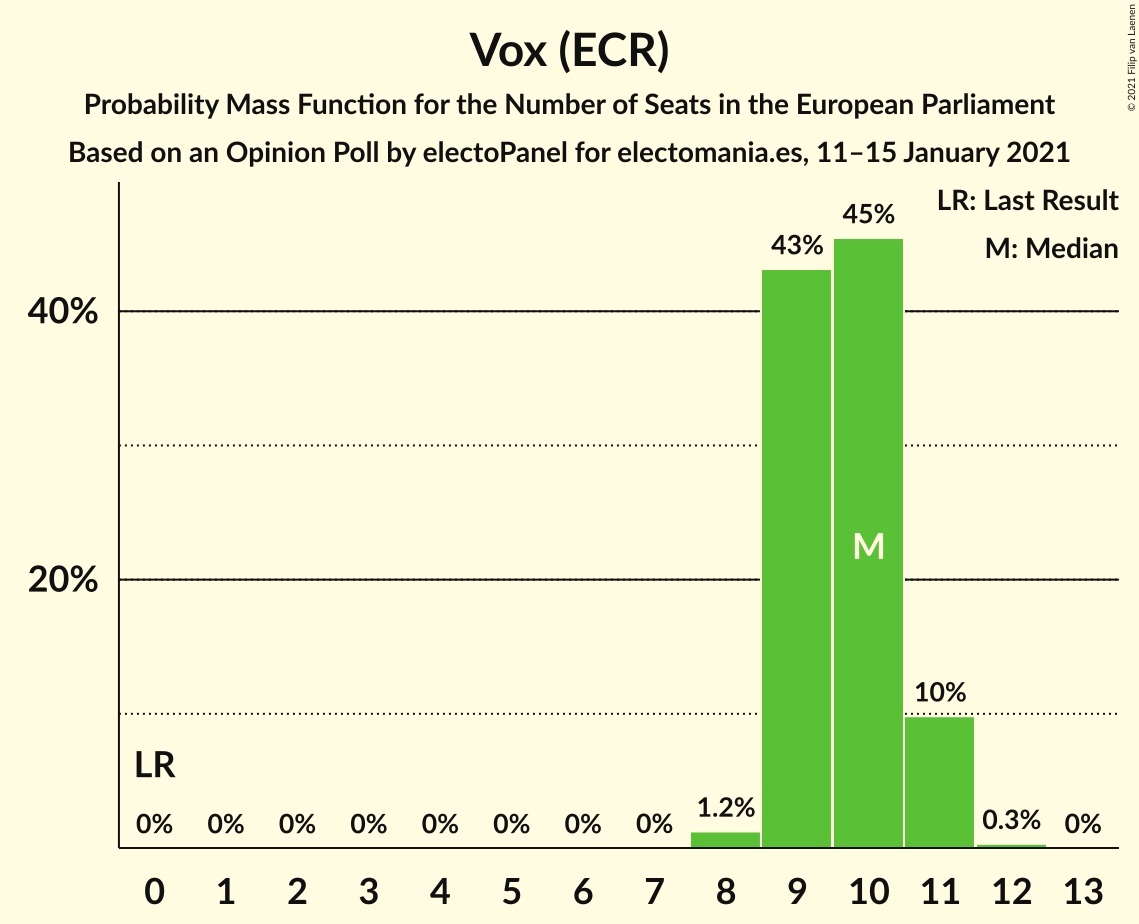 Vox (ECR)
Probability Mass Function for the Number of Seats in the European Parliament
Based on an Opinion Poll by electoPanel for electomania.es, 11–15 January 2021
© 2021 Filip van Laenen
LR: Last Result
M: Median
45%
43%
40%
M
20%
10%
LR
0% 0% 0% 0% 0% 0% 0% 0% 1.2% 0.3% 0%
0 1 2 3 4 5 6 7 8 9 10 11 12 13